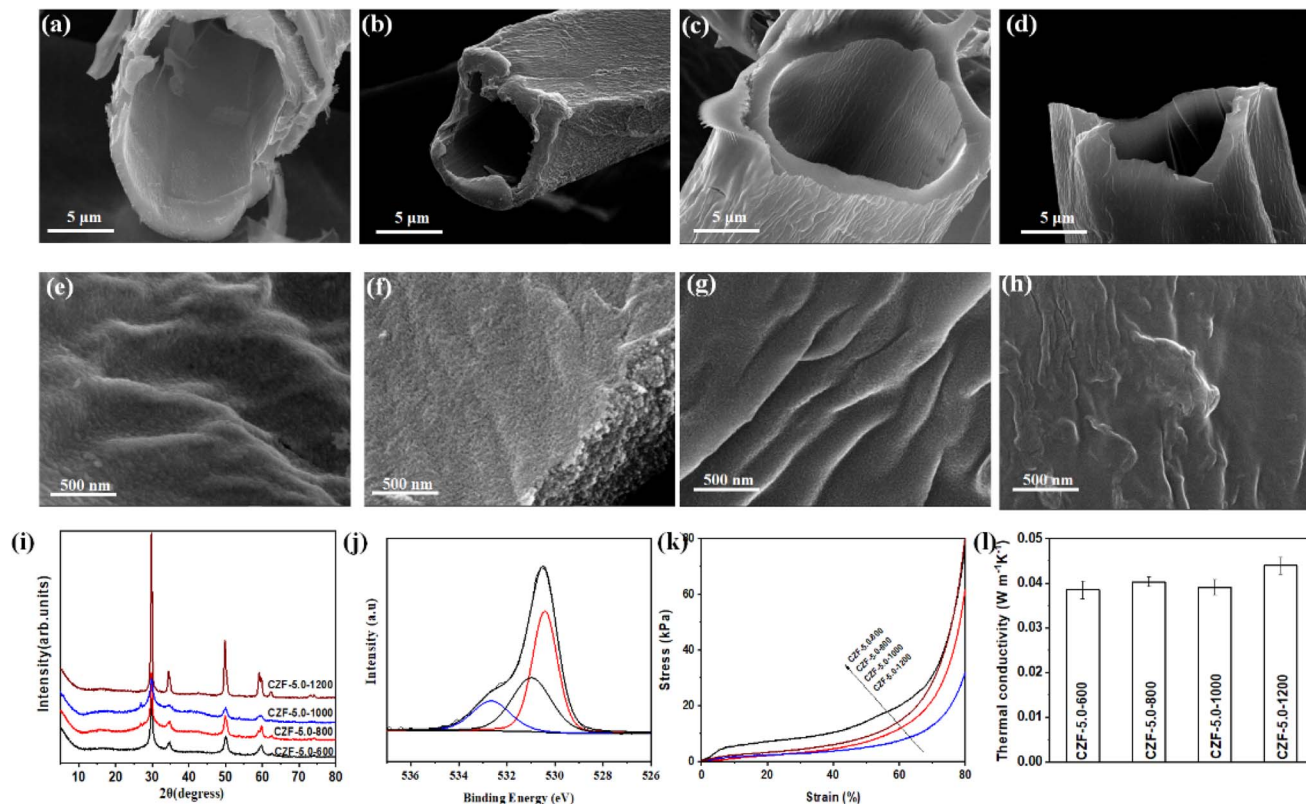 (a)
5 μm
(b)
5 μm
(c)
5 μm
(d)
5 μm
(e)
500 nm
(f)
500 nm
(g)
500 nm
(h)
500 nm
(i)
Intensity(arb.units)
CZF-5.0-1200
CZF-5.0-1000
CZF-5.0-800
CZF-5.0-600
10 20 30 40 50 60 70 80
2θ(degress)
(j)
Intensity (a.u)
536 534 532 530 528 526
Binding Energy (eV)
(k)
Stress (kPa)
80
60
40
20
0
CZF-5.0-600
CZF-5.0-800
CZF-5.0-1000
CZF-5.0-1200
0 20 40 60 80
Strain (%)
(l)
Thermal conductivity (W m⁻¹K⁻¹)
0.05
0.04
0.03
0.02
0.01
0.00
CZF-5.0-600
CZF-5.0-800
CZF-5.0-1000
CZF-5.0-1200